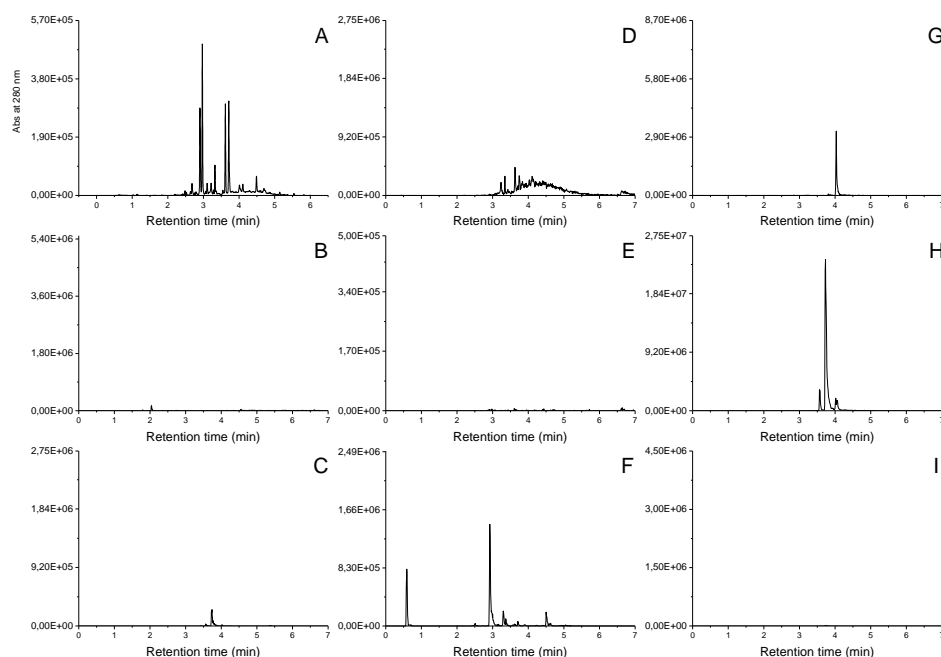 Abs at 280 nm
5,70E+05
3,80E+05
1,90E+05
0,00E+00
0 1 2 3 4 5 6
Retention time (min)
A
2,75E+06
1,84E+06
9,20E+05
0,00E+00
0 1 2 3 4 5 6 7
Retention time (min)
D
8,70E+06
5,80E+06
2,90E+06
0,00E+00
0 1 2 3 4 5 6 7
Retention time (min)
G
5,40E+06
3,60E+06
1,80E+06
0,00E+00
0 1 2 3 4 5 6 7
Retention time (min)
B
5,00E+05
3,40E+05
1,70E+05
0,00E+00
0 1 2 3 4 5 6 7
Retention time (min)
E
2,75E+07
1,84E+07
9,20E+06
0,00E+00
0 1 2 3 4 5 6 7
Retention time (min)
H
2,75E+06
1,84E+06
9,20E+05
0,00E+00
0 1 2 3 4 5 6 7
Retention time (min)
C
2,49E+06
1,66E+06
8,30E+05
0,00E+00
0 1 2 3 4 5 6 7
Retention time (min)
F
4,50E+06
3,00E+06
1,50E+06
0,00E+00
0 1 2 3 4 5 6 7
Retention time (min)
I